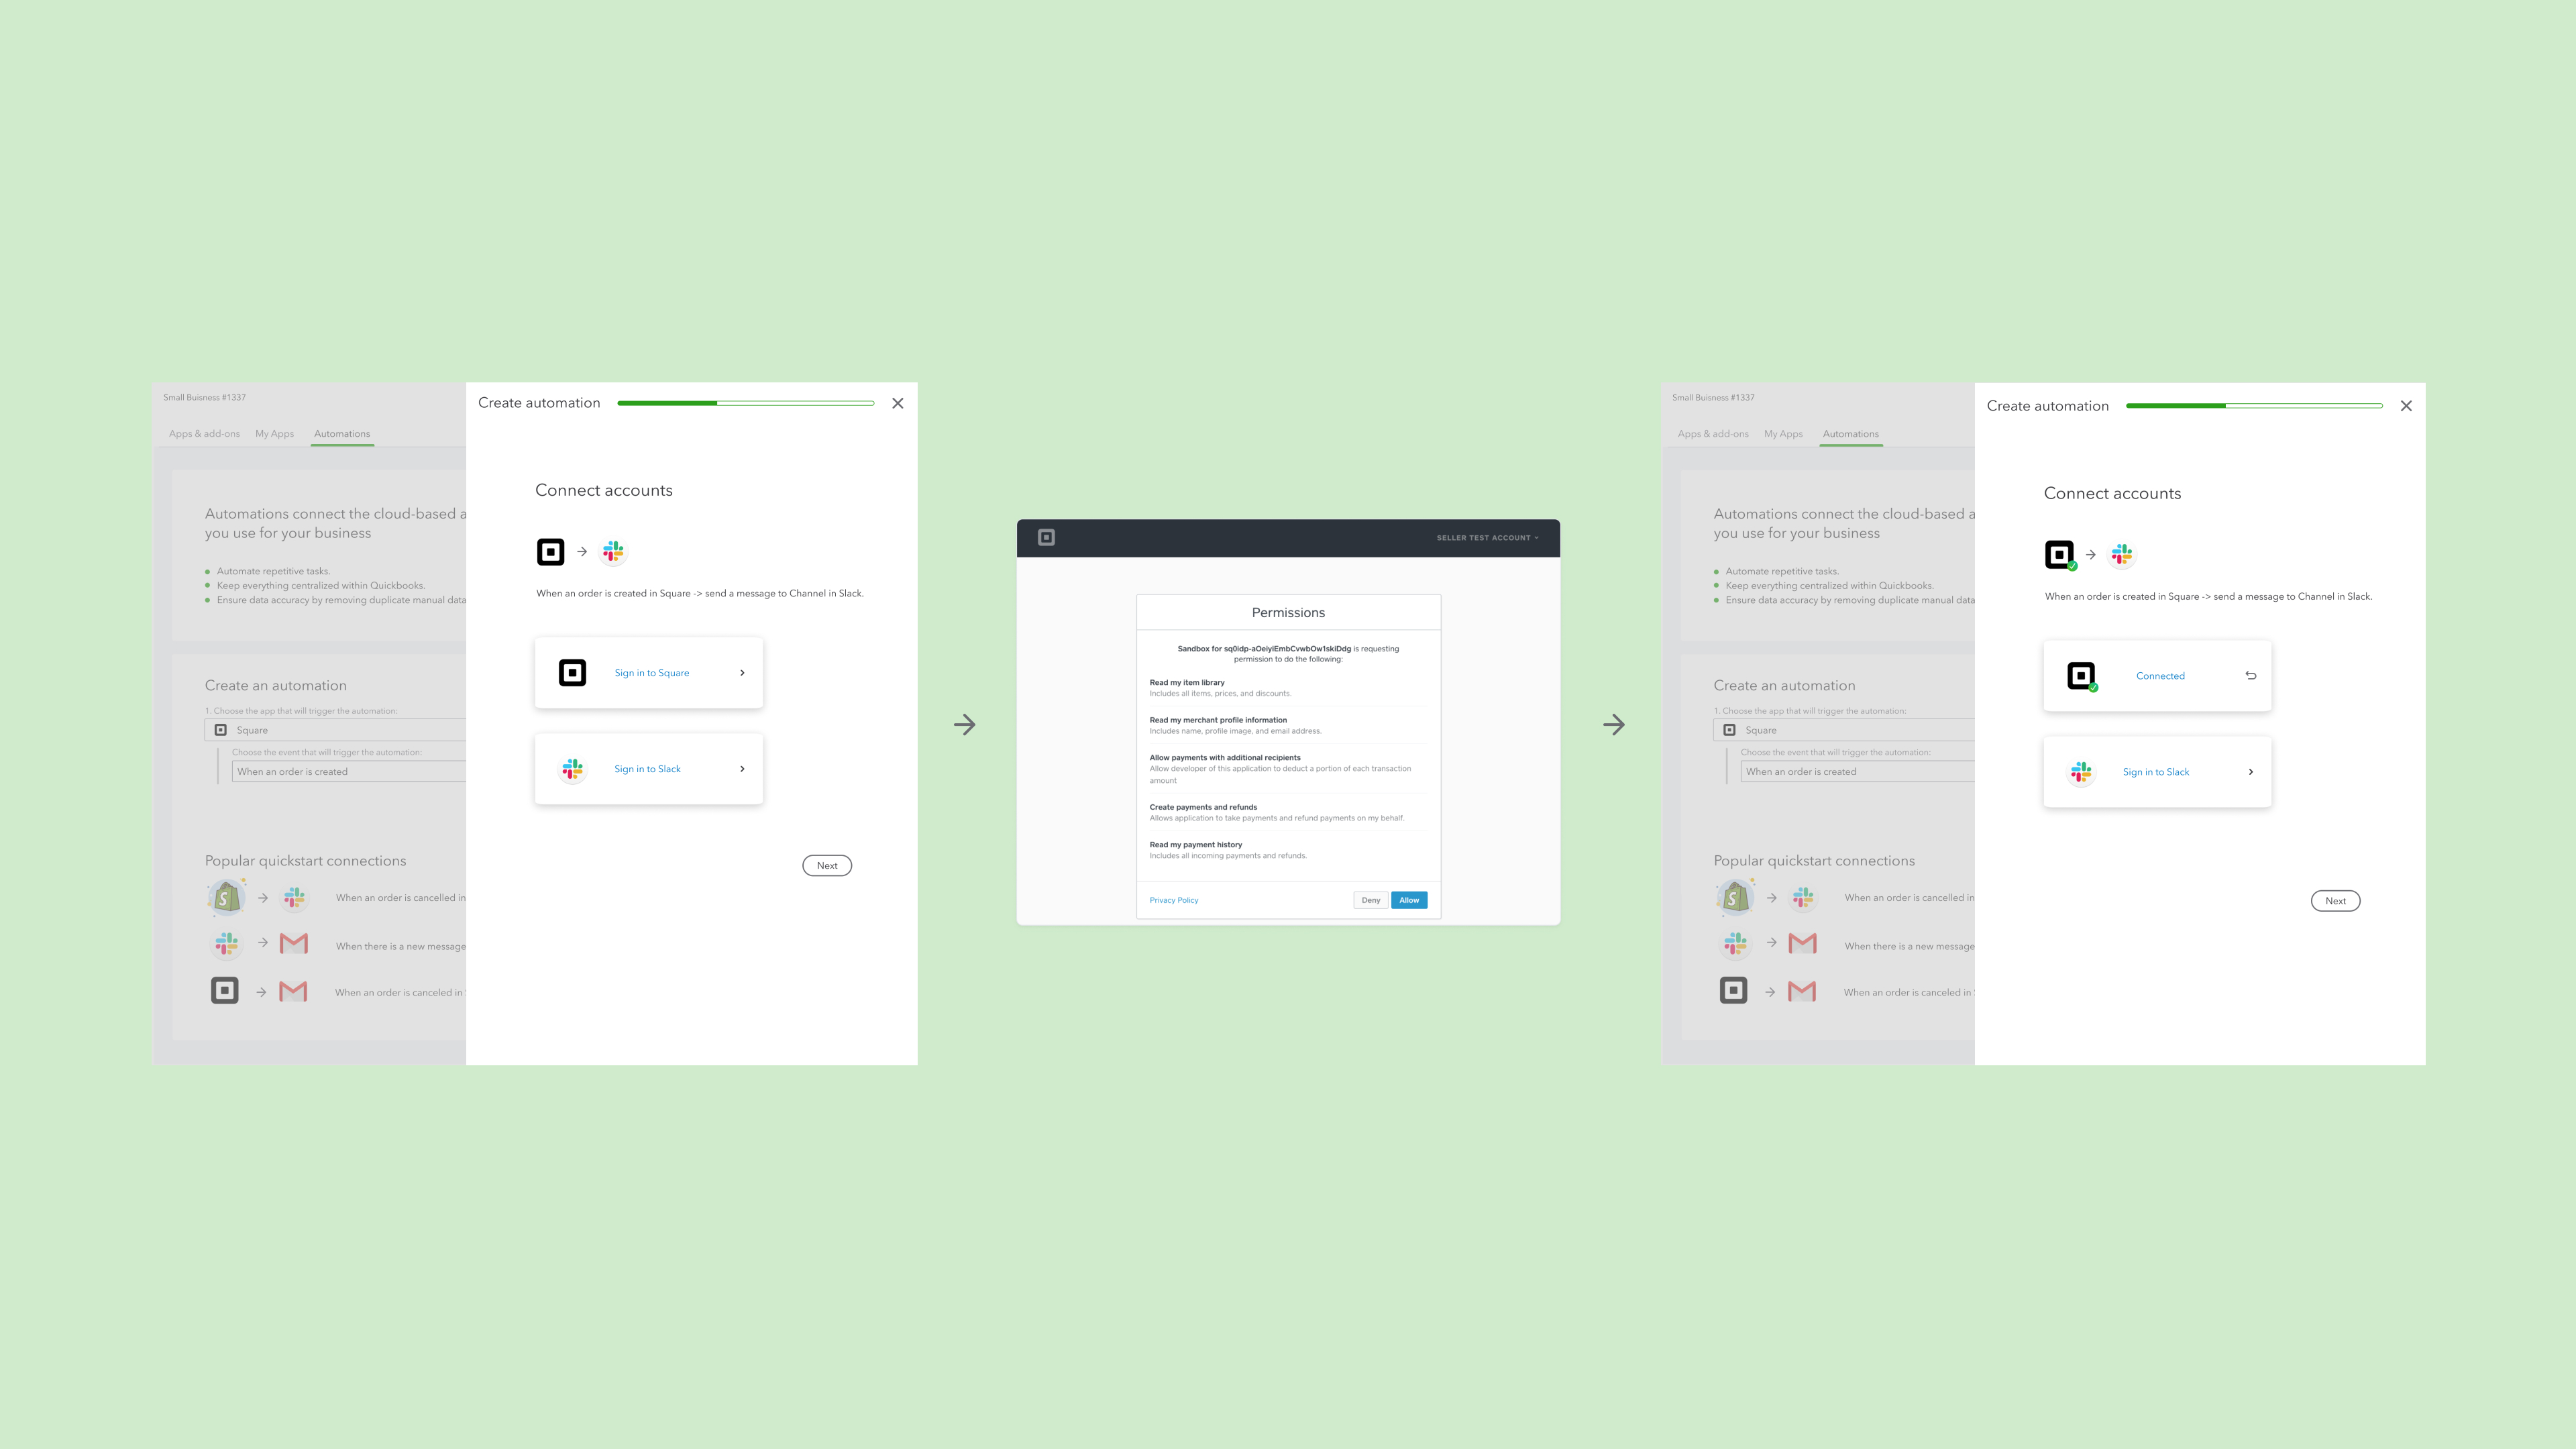 Small Buisness #1337
Apps & add-ons My Apps Automations
Automations connect the cloud-based a
you use for your business
Automate repetitive tasks.
Keep everything centralized within Quickbooks.
Ensure data accuracy by removing duplicate manual data
Create an automation
1. Choose the app that will trigger the automation:
Square
Choose the event that will trigger the automation:
When an order is created
Popular quickstart connections
When an order is cancelled in
When there is a new message
When an order is canceled in
Create automation
Connect accounts
When an order is created in Square -> send a message to Channel in Slack.
Sign in to Square
Sign in to Slack
Next
SELLER TEST ACCOUNT
Permissions
Sandbox for sq0idp-aOeiyiEmbCvwbOw1skiDdg is requesting
permission to do the following:
Read my item library
Includes all items, prices, and discounts.
Read my merchant profile information
Includes name, profile image, and email address.
Allow payments with additional recipients
Allow developer of this application to deduct a portion of each transaction
amount
Create payments and refunds
Allows application to take payments and refund payments on my behalf.
Read my payment history
Includes all incoming payments and refunds.
Privacy Policy Deny Allow
Small Buisness #1337
Apps & add-ons My Apps Automations
Automations connect the cloud-based a
you use for your business
Automate repetitive tasks.
Keep everything centralized within Quickbooks.
Ensure data accuracy by removing duplicate manual data
Create an automation
1. Choose the app that will trigger the automation:
Square
Choose the event that will trigger the automation:
When an order is created
Popular quickstart connections
When an order is cancelled in
When there is a new message
When an order is canceled in
Create automation
Connect accounts
When an order is created in Square -> send a message to Channel in Slack.
Connected
Sign in to Slack
Next